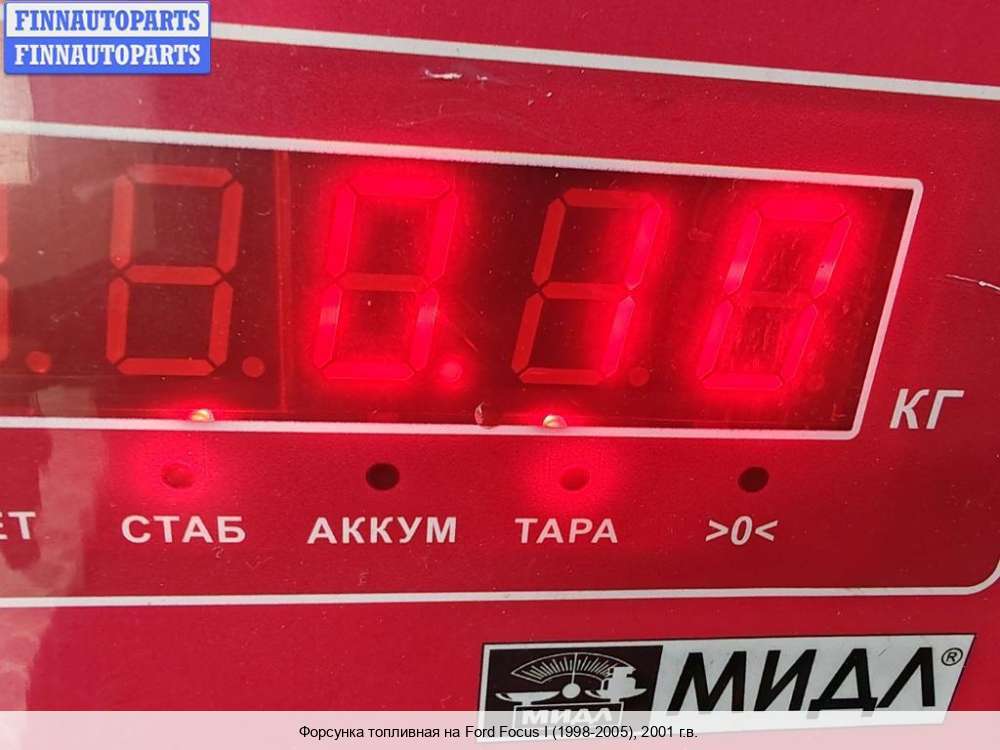 FINNAUTOPARTS
FINNAUTOPARTS
0.10
КГ
ЕТ СТАБ АККУМ ТАРА >0<
МИДЛ МИДЛ®
Форсунка топливная на Ford Focus I (1998-2005), 2001 г.в.